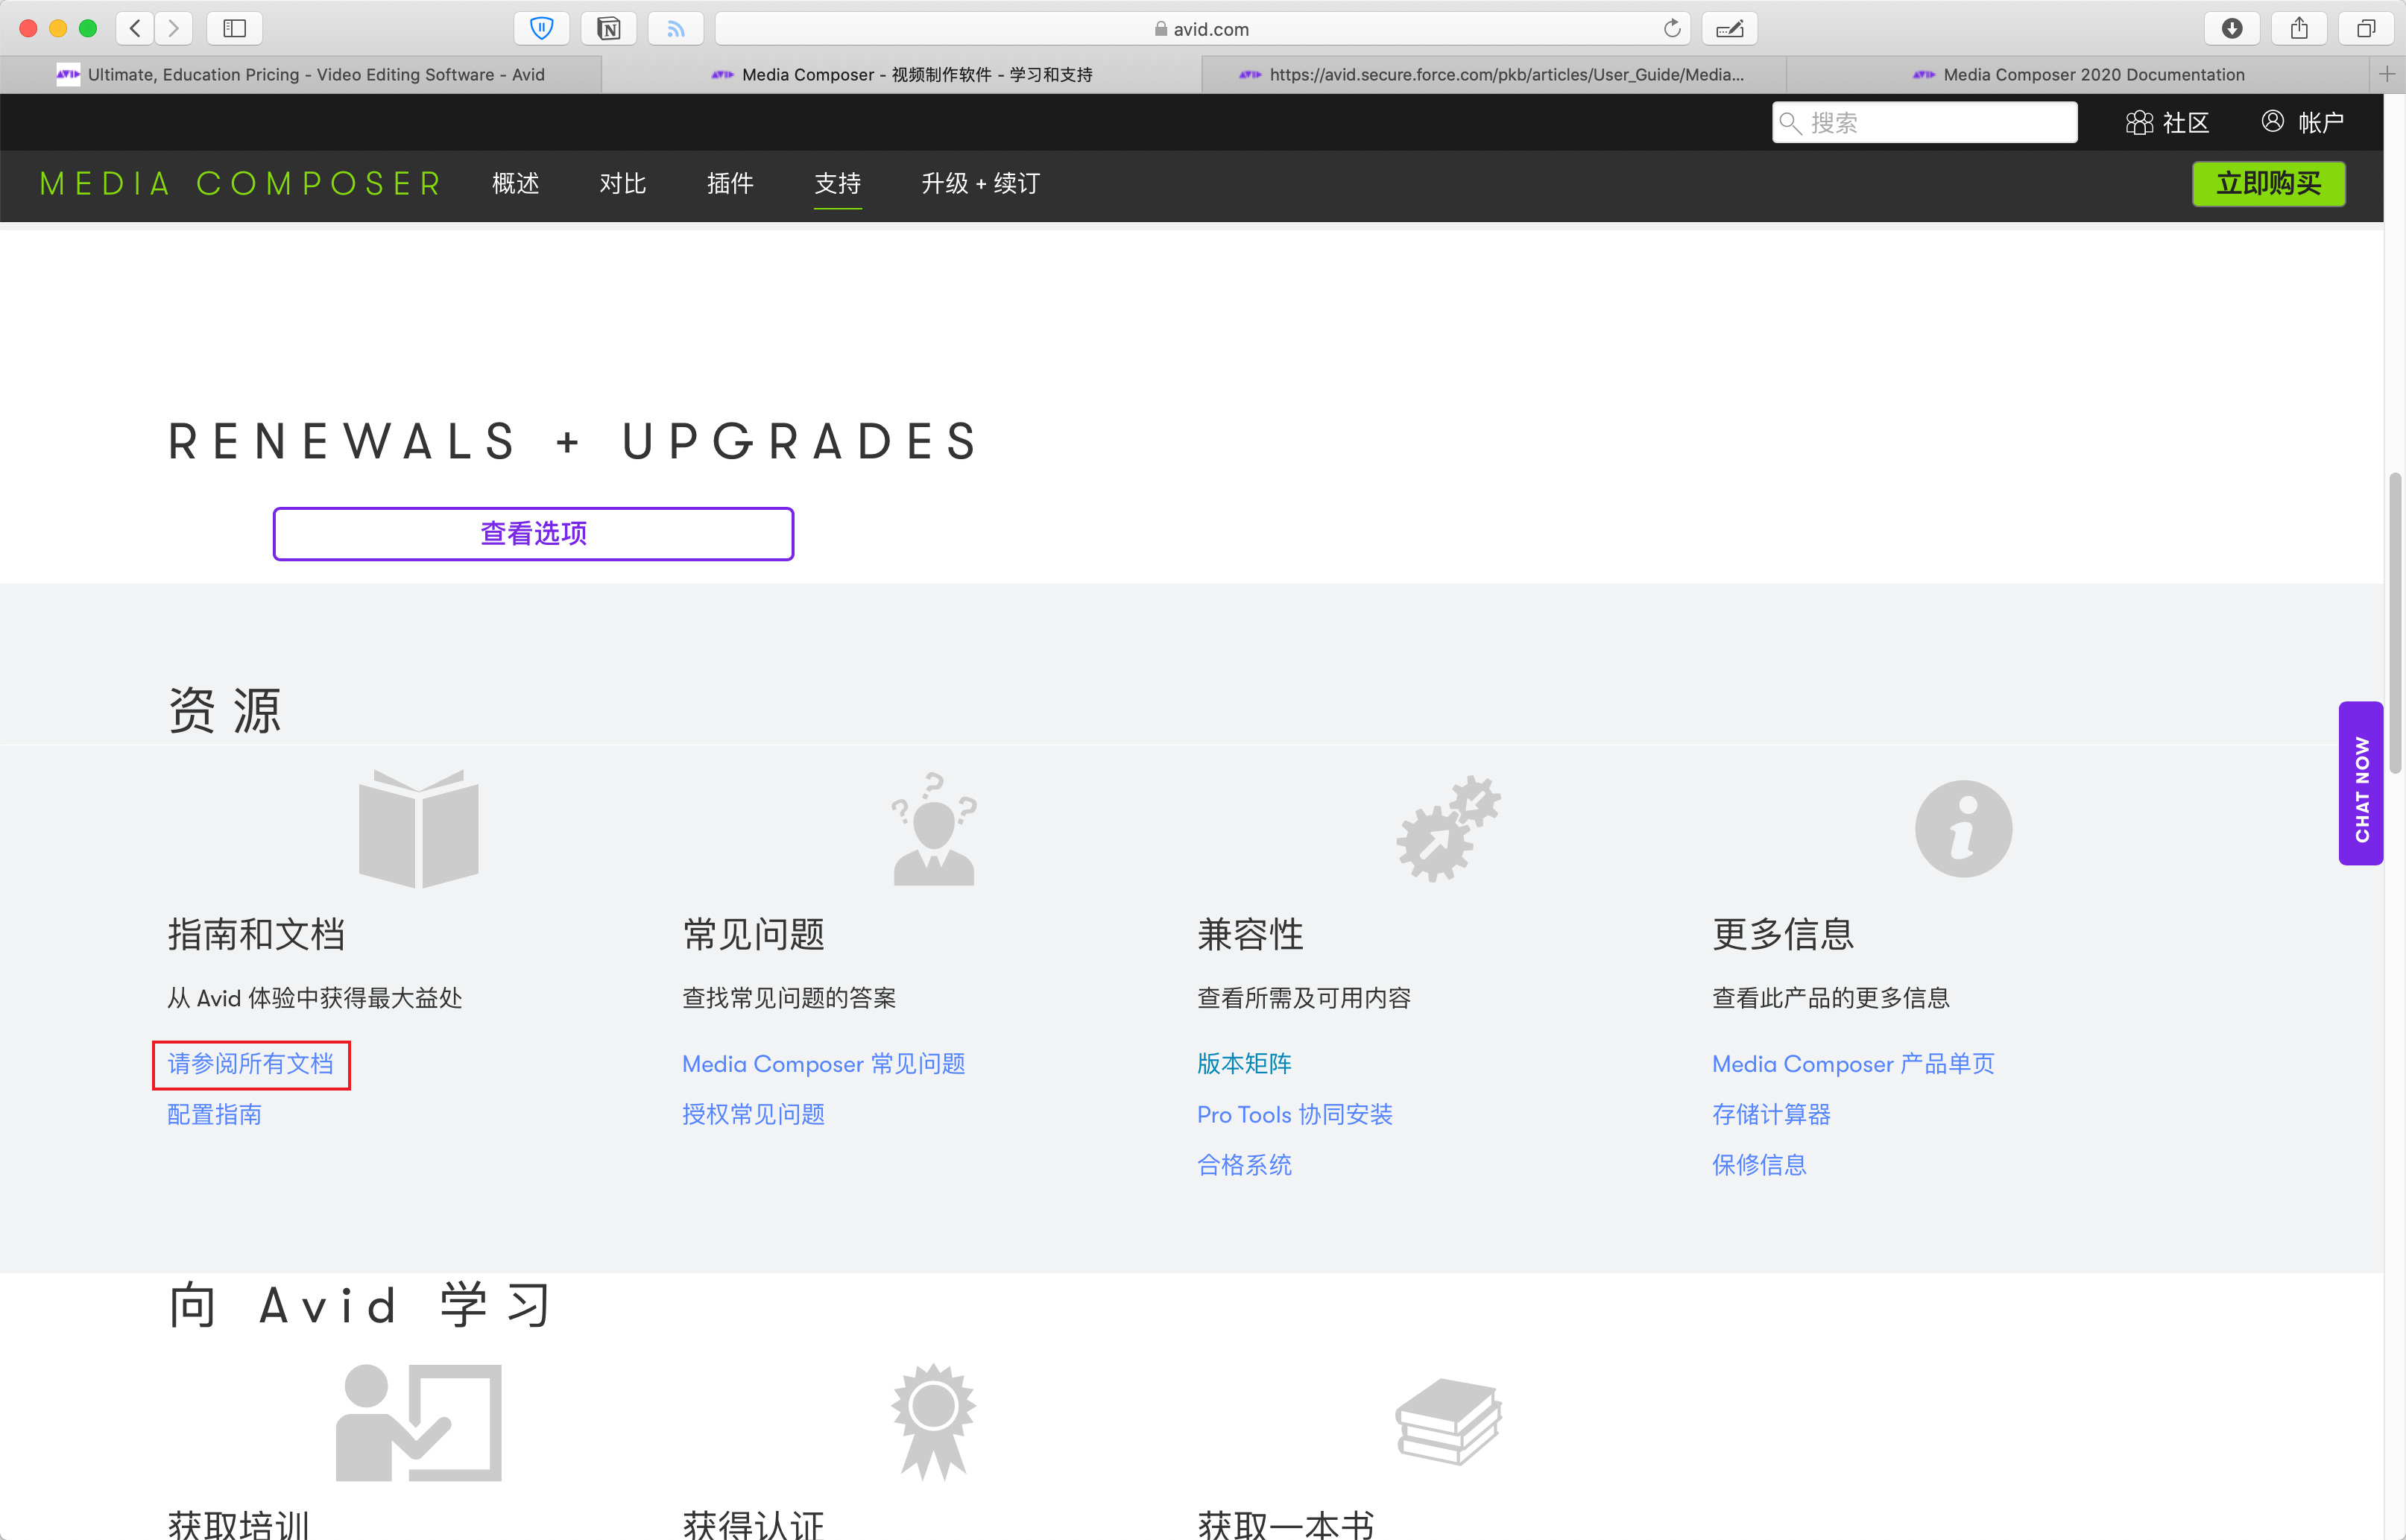 avid.com
Ultimate, Education Pricing - Video Editing Software - Avid
Media Composer - 视频制作软件 - 学习和支持
https://avid.secure.force.com/pkb/articles/User_Guide/Media...
Media Composer 2020 Documentation
搜索
社区
帐户
MEDIA COMPOSER
概述
对比
插件
支持
升级 + 续订
立即购买
RENEWALS + UPGRADES
查看选项
资源
指南和文档
从 Avid 体验中获得最大益处
请参阅所有文档
配置指南
常见问题
查找常见问题的答案
Media Composer 常见问题
授权常见问题
兼容性
查看所需及可用内容
版本矩阵
Pro Tools 协同安装
合格系统
更多信息
查看此产品的更多信息
Media Composer 产品单页
存储计算器
保修信息
CHAT NOW
向 Avid 学习
获取培训
获得认证
获取一本书